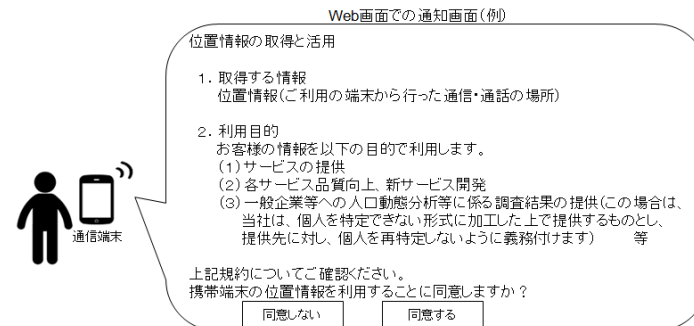 Web画面での通知画面(例)
位置情報の取得と活用
1. 取得する情報
位置情報(ご利用の端末から行った通信・通話の場所)
2. 利用目的
お客様の情報を以下の目的で利用します。
(1)サービスの提供
(2)各サービス品質向上、新サービス開発
(3)一般企業等への人口動態分析等に係る調査結果の提供(この場合は、
当社は、個人を特定できない形式に加工した上で提供するものとし、
提供先に対し、個人を再特定しないように義務付けます) 等
通信端末
上記規約についてご確認ください。
携帯端末の位置情報を利用することに同意しますか?
同意しない 同意する